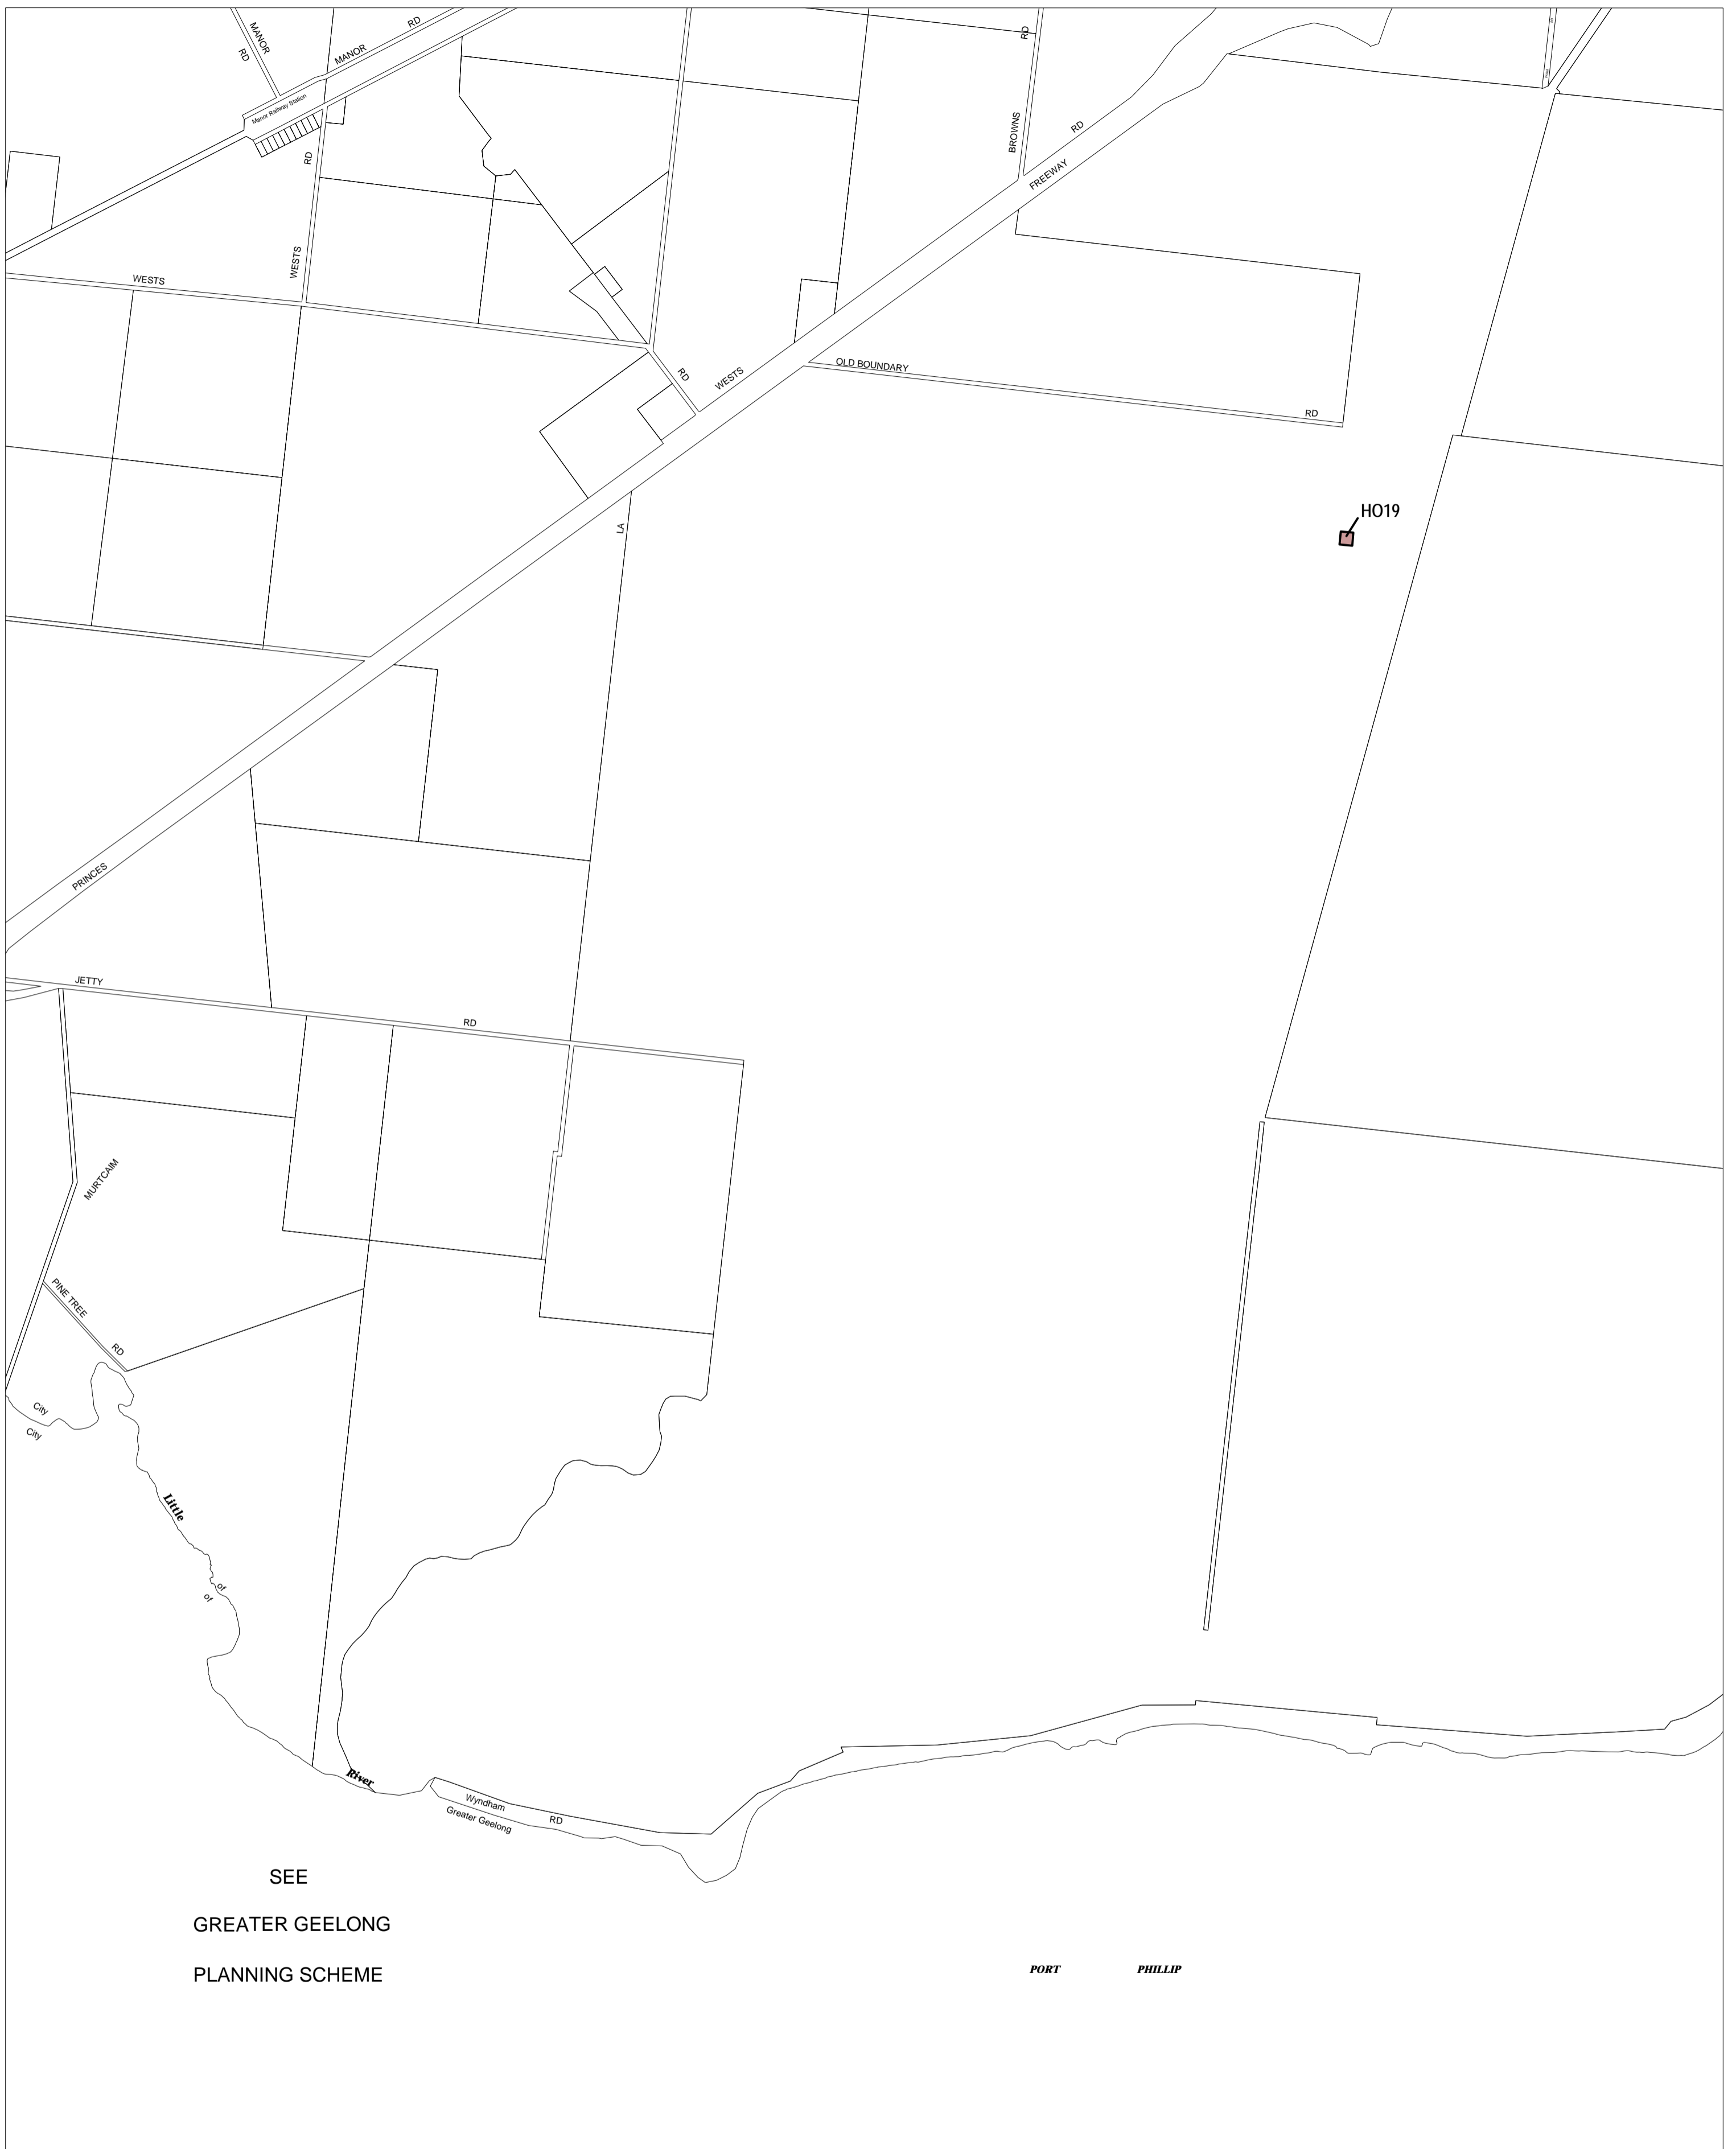 MANOR
RD
MANOR
RD
Manor Railway Station
RD
BROWNS
RD
RD
FREEWAY
WESTS
WESTS
RD
WESTS
OLD BOUNDARY
RD
HO19
LA
PRINCES
JETTY
RD
MURTCAIM
PINE TREE
RD
City
City
Little
of
of
River
Wyndham
RD
Greater Geelong
SEE
GREATER GEELONG
PLANNING SCHEME
PORT PHILLIP